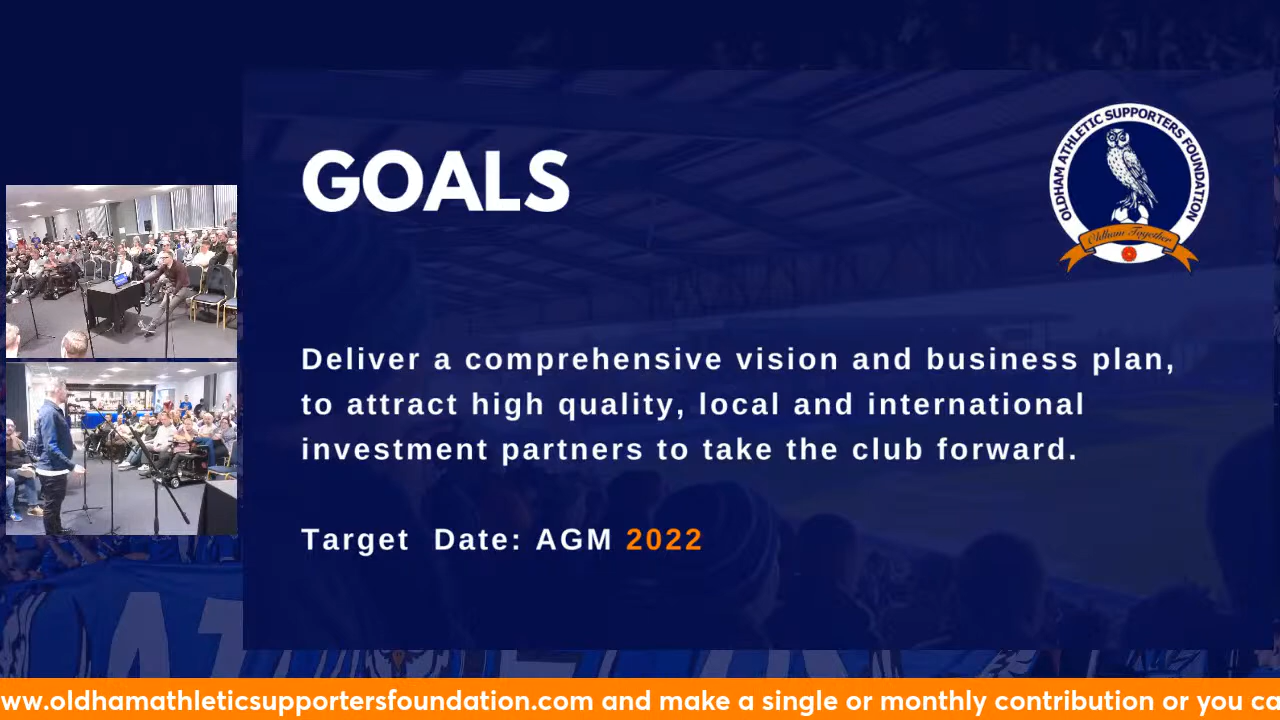 GOALS
OLDHAM ATHLETIC SUPPORTERS FOUNDATION
Oldham Together
Deliver a comprehensive vision and business plan,
to attract high quality, local and international
investment partners to take the club forward.
Target Date: AGM 2022
ww.oldhamathleticsupportersfoundation.com and make a single or monthly contribution or you ca